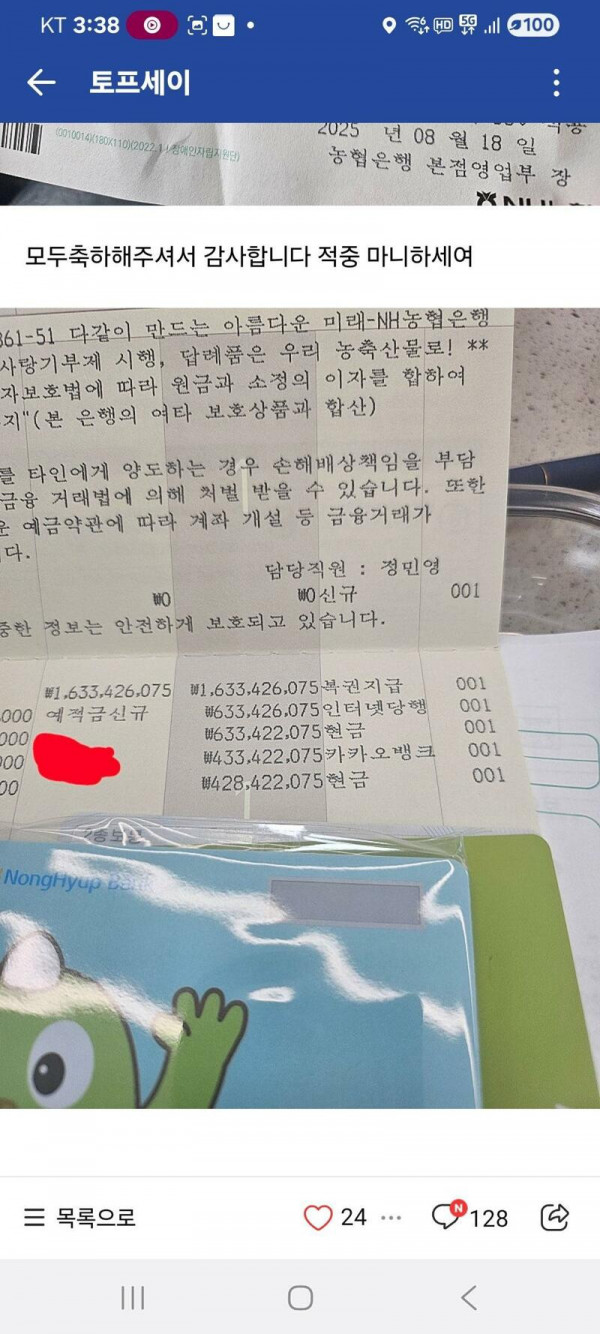 KT 3:38
HD 5G 100
토프세이
(0010014)(180X110)(2022.1
2025 년 08 월 18 일
농협은행 본점영업부 장
모두축하해주셔서 감사합니다 적중 마니하세여
361-51 다같이 만드는 아름다운 미래-NH농협은행
사랑기부제 시행, 답례품은 우리 농축산물로! **
자보호법에 따라 원금과 소정의 이자를 합하여
지"(본 은행의 여타 보호상품과 합산)
를 타인에게 양도하는 경우 손해배상책임을 부담
금융 거래법에 의해 처벌 받을 수 있습니다. 또한
예금약관에 따라 계좌 개설 등 금융거래가
다.
담당직원 : 정민영
₩0 ₩0신규 001
중한 정보는 안전하게 보호되고 있습니다.
₩1,633,426,075 ₩1,633,426,075복권지급 001
,000 예적금신규 ₩633,426,075인터넷당행 001
000 ₩633,422,075현금 001
000 ₩433,422,075카카오뱅크 001
00 ₩428,422,075현금 001
NongHyup Bank
목록으로
24
N
128